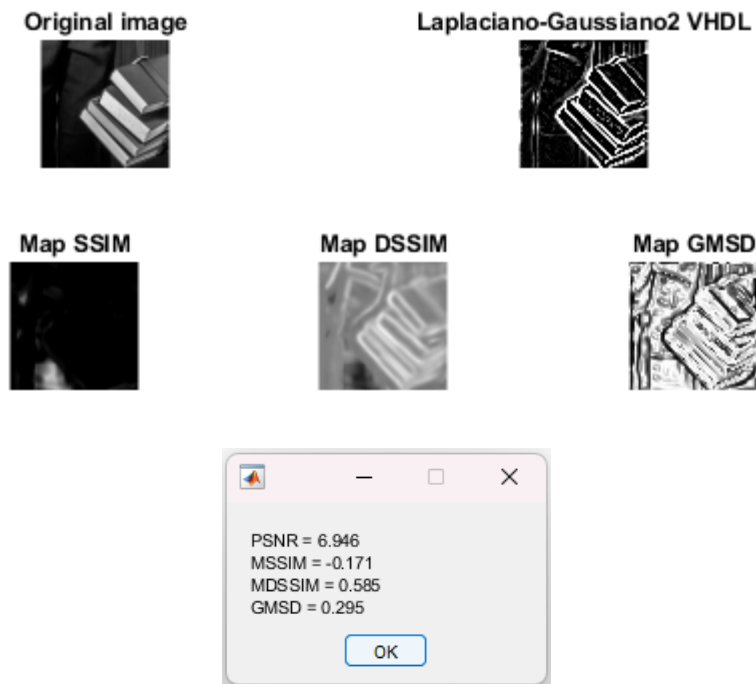 Original image
Laplaciano-Gaussiano2 VHDL
Map SSIM
Map DSSIM
Map GMSD
PSNR = 6.946
MSSIM = -0.171
MDSSIM = 0.585
GMSD = 0.295
OK